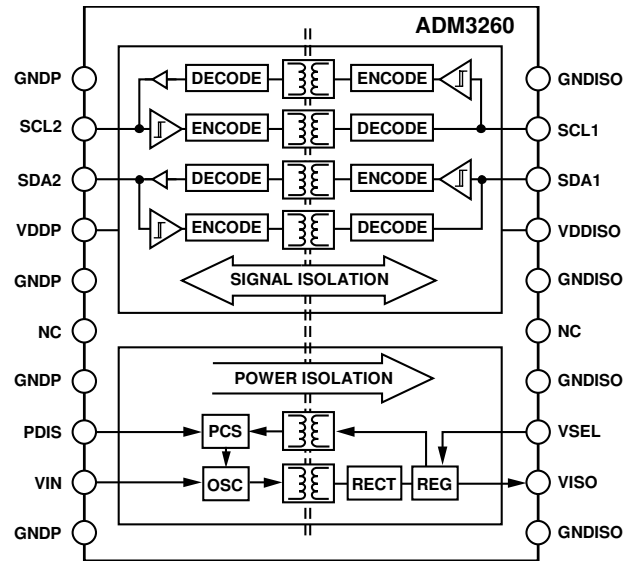 ADM3260
GNDP
DECODE
ENCODE
GNDISO
SCL2
ENCODE
DECODE
SCL1
SDA2
DECODE
ENCODE
SDA1
VDDP
ENCODE
DECODE
VDDISO
GNDP
SIGNAL ISOLATION
GNDISO
NC
NC
GNDP
POWER ISOLATION
GNDISO
PDIS
PCS
VSEL
VIN
OSC
RECT
REG
VISO
GNDP
GNDISO